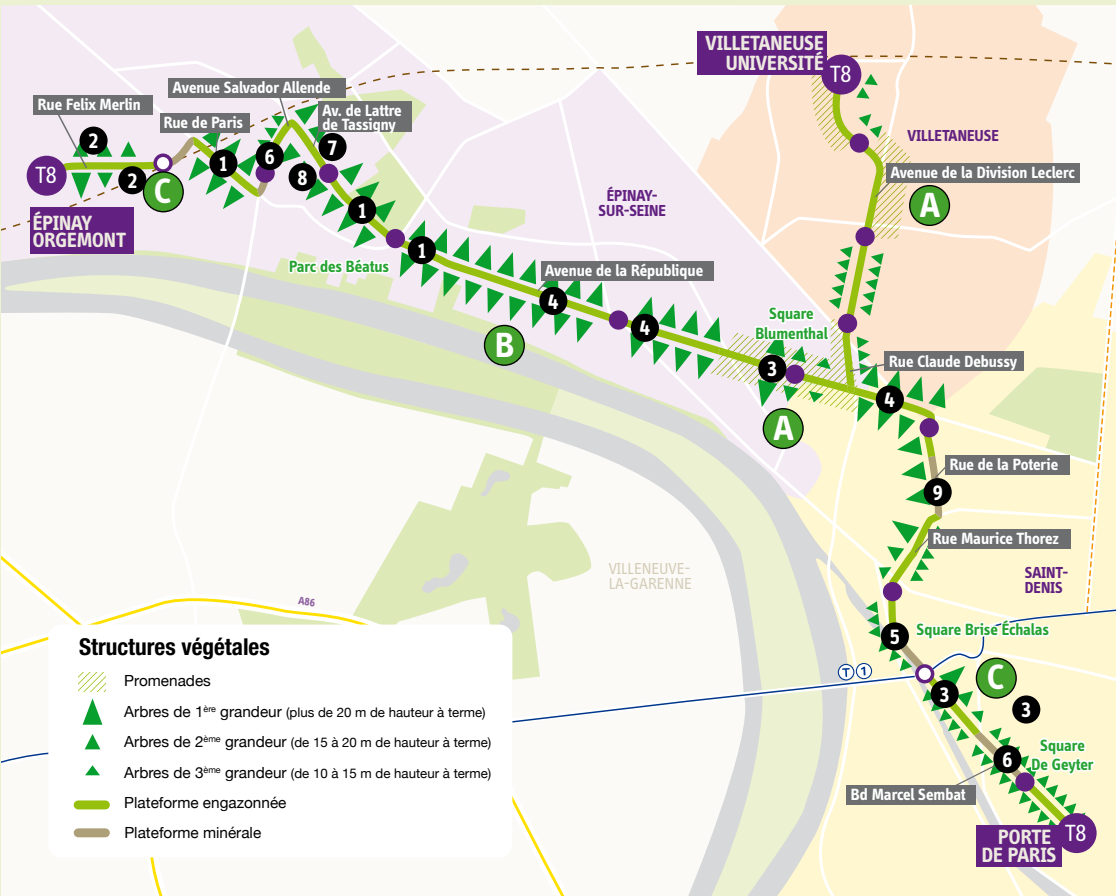 VILLETANEUSE
UNIVERSITÉ
T8
Avenue Salvador Allende
Rue Felix Merlin
Av. de Lattre
de Tassigny
Rue de Paris
2
VILLETANEUSE
7
6
1
T8
2
C
8
Avenue de la Division Leclerc
ÉPINAY-
SUR-SEINE
A
1
ÉPINAY
ORGEMONT
1
Parc des Béatus
Avenue de la République
4
Square
Blumenthal
4
B
Rue Claude Debussy
3
4
A
Rue de la Poterie
9
Rue Maurice Thorez
VILLENEUVE-
LA-GARENNE
SAINT-
DENIS
A86
5
Square Brise Échalas
T 1
C
3
3
Square
De Geyter
6
Bd Marcel Sembat
PORTE
DE PARIS
T8
Structures végétales
Promenades
Arbres de 1ère grandeur (plus de 20 m de hauteur à terme)
Arbres de 2ème grandeur (de 15 à 20 m de hauteur à terme)
Arbres de 3ème grandeur (de 10 à 15 m de hauteur à terme)
Plateforme engazonnée
Plateforme minérale